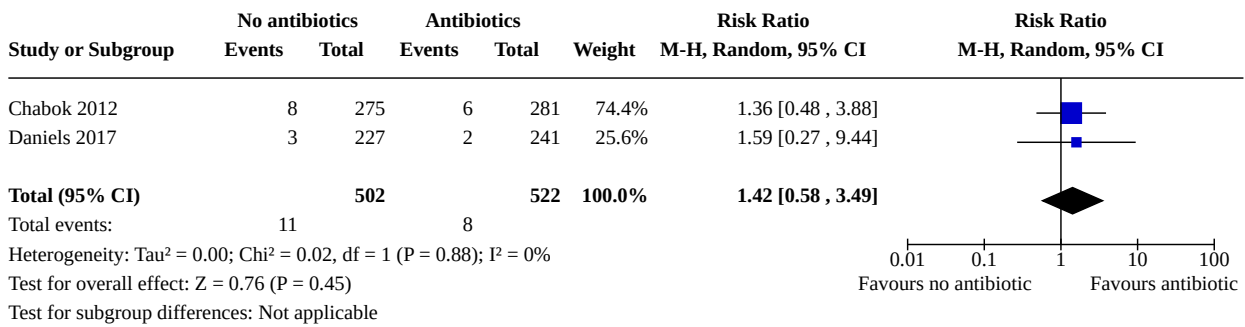 No antibiotics Antibiotics Risk Ratio Risk Ratio
Study or Subgroup Events Total Events Total Weight M-H, Random, 95% CI M-H, Random, 95% CI
Chabok 2012 8 275 6 281 74.4% 1.36 [0.48 , 3.88]
Daniels 2017 3 227 2 241 25.6% 1.59 [0.27 , 9.44]
Total (95% CI) 502 522 100.0% 1.42 [0.58 , 3.49]
Total events: 11 8
Heterogeneity: Tau² = 0.00; Chi² = 0.02, df = 1 (P = 0.88); I² = 0%
0.01 0.1 1 10 100
Test for overall effect: Z = 0.76 (P = 0.45) Favours no antibiotic Favours antibiotic
Test for subgroup differences: Not applicable